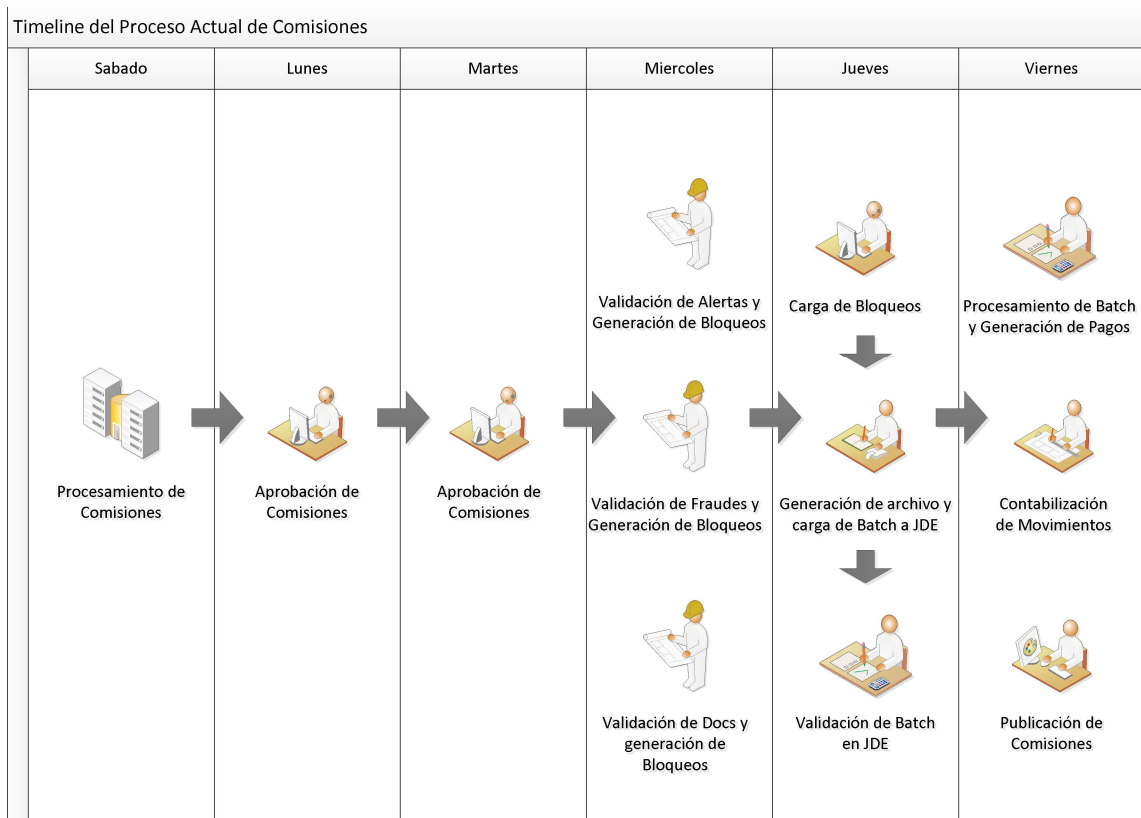 Timeline del Proceso Actual de Comisiones
Sabado
Lunes
Martes
Miercoles
Jueves
Viernes
Procesamiento de
Comisiones
Aprobación de
Comisiones
Aprobación de
Comisiones
Validación de Alertas y
Generación de Bloqueos
Validación de Fraudes y
Generación de Bloqueos
Validación de Docs y
generación de
Bloqueos
Carga de Bloqueos
Generación de archivo y
carga de Batch a JDE
Validación de Batch
en JDE
Procesamiento de Batch
y Generación de Pagos
Contabilización
de Movimientos
Publicación de
Comisiones